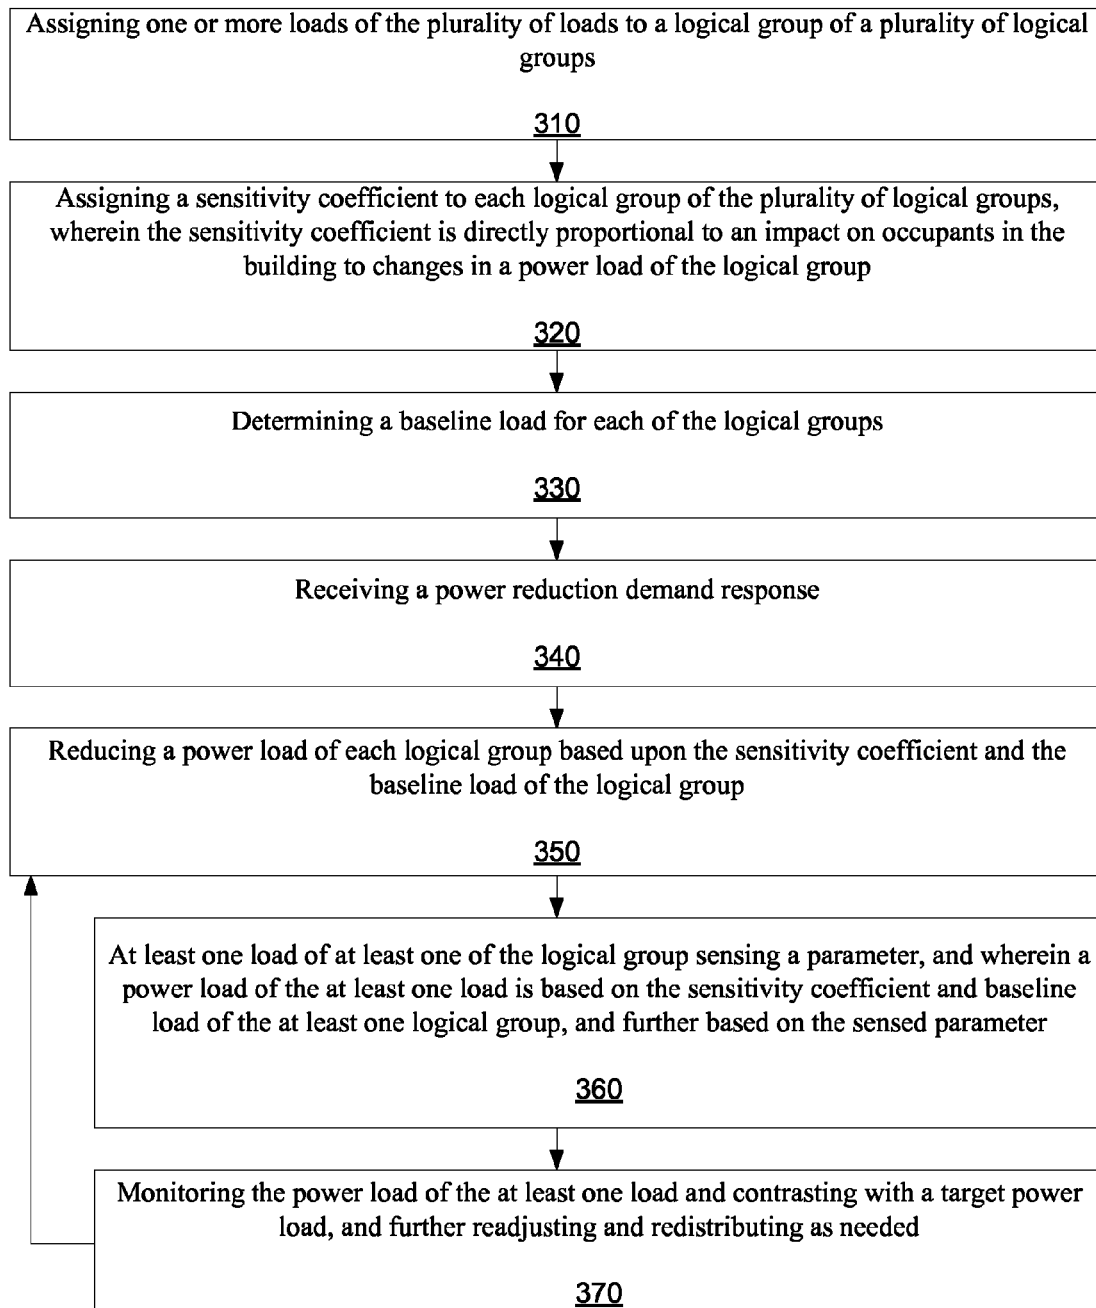 Assigning one or more loads of the plurality of loads to a logical group of a plurality of logical
groups
310
Assigning a sensitivity coefficient to each logical group of the plurality of logical groups,
wherein the sensitivity coefficient is directly proportional to an impact on occupants in the
building to changes in a power load of the logical group
320
Determining a baseline load for each of the logical groups
330
Receiving a power reduction demand response
340
Reducing a power load of each logical group based upon the sensitivity coefficient and the
baseline load of the logical group
350
At least one load of at least one of the logical group sensing a parameter, and wherein a
power load of the at least one load is based on the sensitivity coefficient and baseline
load of the at least one logical group, and further based on the sensed parameter
360
Monitoring the power load of the at least one load and contrasting with a target power
load, and further readjusting and redistributing as needed
370